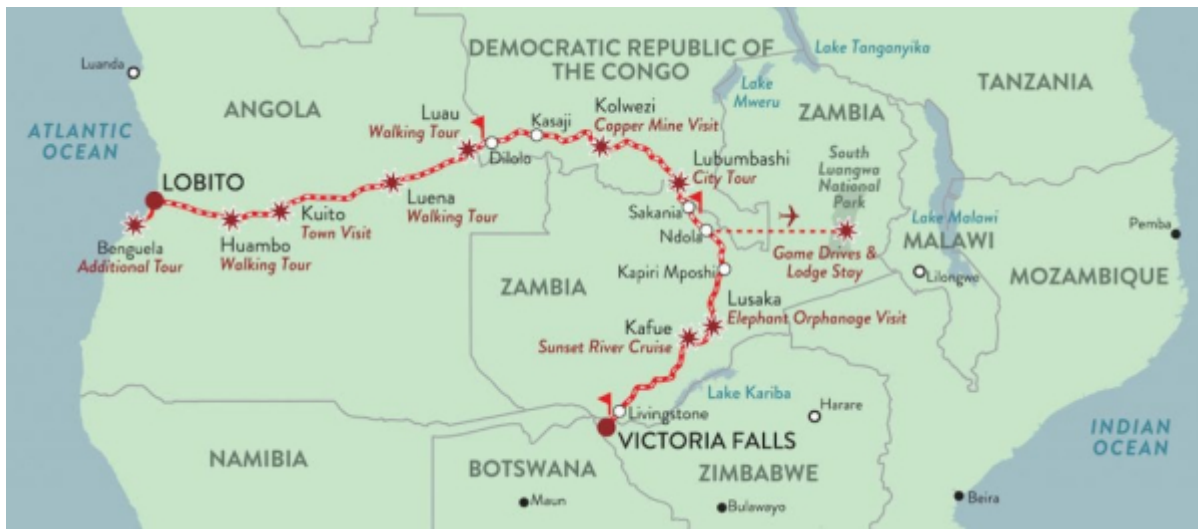 Luanda
ATLANTIC
OCEAN
ANGOLA
DEMOCRATIC REPUBLIC OF
THE CONGO
Lake Tanganyika
Lake
Mweru
TANZANIA
ZAMBIA
Luau
Walking Tour
Dilolo
Kasaji
Kolwezi
Copper Mine Visit
Lubumbashi
City Tour
South
Luangwa
National
Park
LOBITO
Benguela
Additional Tour
Huambo
Walking Tour
Kuito
Town Visit
Luena
Walking Tour
Sakania
Ndola
Game Drives &
Lodge Stay
Lake Malawi
MALAWI
Lilongwe
Pemba
MOZAMBIQUE
Kapiri Mposhi
ZAMBIA
Lusaka
Elephant Orphanage Visit
Kafue
Sunset River Cruise
Lake Kariba
Harare
Livingstone
VICTORIA FALLS
INDIAN
OCEAN
NAMIBIA
BOTSWANA
ZIMBABWE
Maun
Bulawayo
Beira